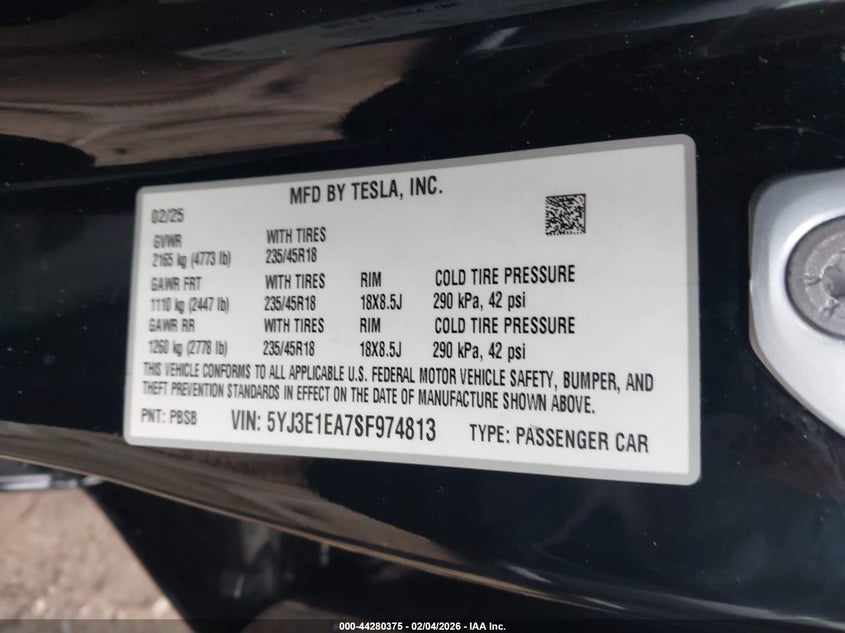 MFD BY TESLA, INC.
02/25
GVWR WITH TIRES
2165 kg (4773 lb) 235/45R18
GAWR FRT WITH TIRES RIM COLD TIRE PRESSURE
1110 kg (2447 lb) 235/45R18 18X8.5J 290 kPa, 42 psi
GAWR RR WITH TIRES RIM COLD TIRE PRESSURE
1260 kg (2778 lb) 235/45R18 18X8.5J 290 kPa, 42 psi
THIS VEHICLE CONFORMS TO ALL APPLICABLE U.S. FEDERAL MOTOR VEHICLE SAFETY, BUMPER, AND
THEFT PREVENTION STANDARDS IN EFFECT ON THE DATE OF MANUFACTURE SHOWN ABOVE.
PNT: PBSB VIN: 5YJ3E1EA7SF974813 TYPE: PASSENGER CAR
000-44280375 - 02/04/2026 - IAA Inc.